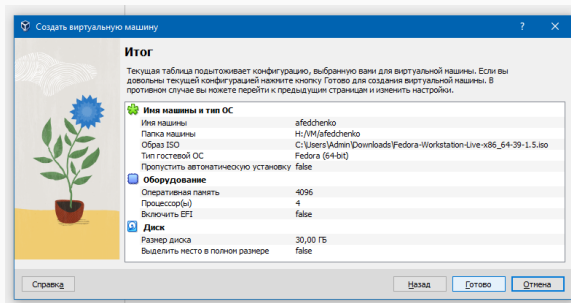 Создать виртуальную машину
Итог
Текущая таблица подытоживает конфигурацию, выбранную вами для виртуальной машины. Если вы
довольны текущей конфигурацией нажмите кнопку Готово для создания виртуальной машины. В
противном случае вы можете перейти к предыдущим страницам и изменить настройки.
Имя машины и тип ОС
Имя машины afedchenko
Папка машины H:/VM/afedchenko
Образ ISO C:\Users\Admin\Downloads\Fedora-Workstation-Live-x86_64-39-1.5.iso
Тип гостевой ОС Fedora (64-bit)
Пропустить автоматическую установку false
Оборудование
Оперативная память 4096
Процессор(ы) 4
Включить EFI false
Диск
Размер диска 30,00 ГБ
Выделить место в полном размере false
Справка Назад Готово Отмена